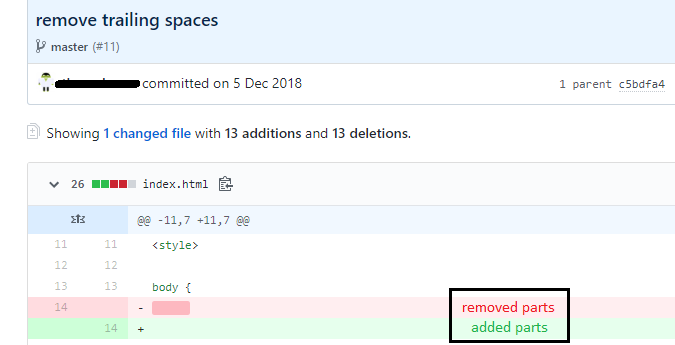 remove trailing spaces
master (#11)
committed on 5 Dec 2018
1 parent c5bdfa4
Showing 1 changed file with 13 additions and 13 deletions.
26 index.html
@@ -11,7 +11,7 @@
11 11 <style>
12 12
13 13 body {
14 - removed parts
14 + added parts